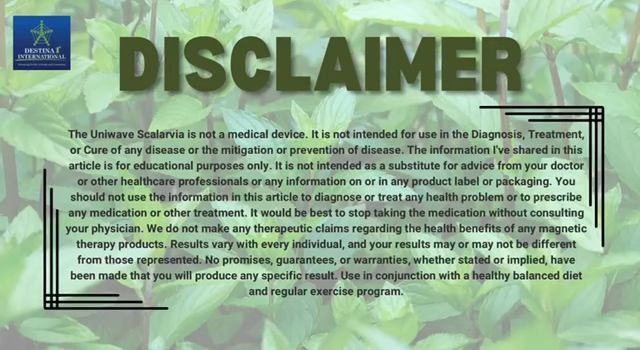 DESTINA
INTERNATIONAL
DISCLAIMER
The Uniwave Scalarvia is not a medical device. It is not intended for use in the Diagnosis, Treatment,
or Cure of any disease or the mitigation or prevention of disease. The information I've shared in this
article is for educational purposes only. It is not intended as a substitute for advice from your doctor
or other healthcare professionals or any information on or in any product label or packaging. You
should not use the information in this article to diagnose or treat any health problem or to prescribe
any medication or other treatment. It would be best to stop taking the medication without consulting
your physician. We do not make any therapeutic claims regarding the health benefits of any magnetic
therapy products. Results vary with every individual, and your results may or may not be different
from those represented. No promises, guarantees, or warranties, whether stated or implied, have
been made that you will produce any specific result. Use in conjunction with a healthy balanced diet
and regular exercise program.